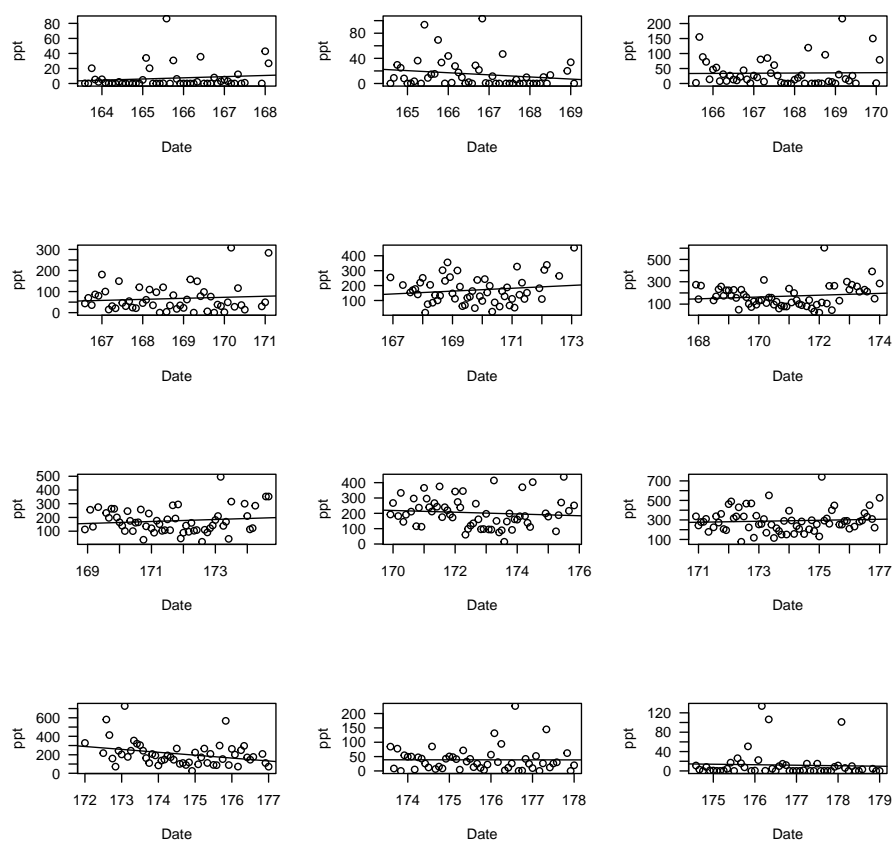 ppt 0 20 40 60 80
164 165 166 167 168
Date
ppt 0 20 40 60 80
165 166 167 168 169
Date
ppt 0 50 100 150 200
166 167 168 169 170
Date
ppt 0 50 100 200 300
167 168 169 170 171
Date
ppt 100 200 300 400
167 169 171 173
Date
ppt 100 300 500
168 170 172 174
Date
ppt 100 200 300 400 500
169 171 173
Date
ppt 0 100 200 300 400
170 172 174 176
Date
ppt 100 300 500 700
171 173 175 177
Date
ppt 0 200 400 600
172 173 174 175 176 177
Date
ppt 0 50 100 150 200
174 175 176 177 178
Date
ppt 0 40 80 120
175 176 177 178 179
Date